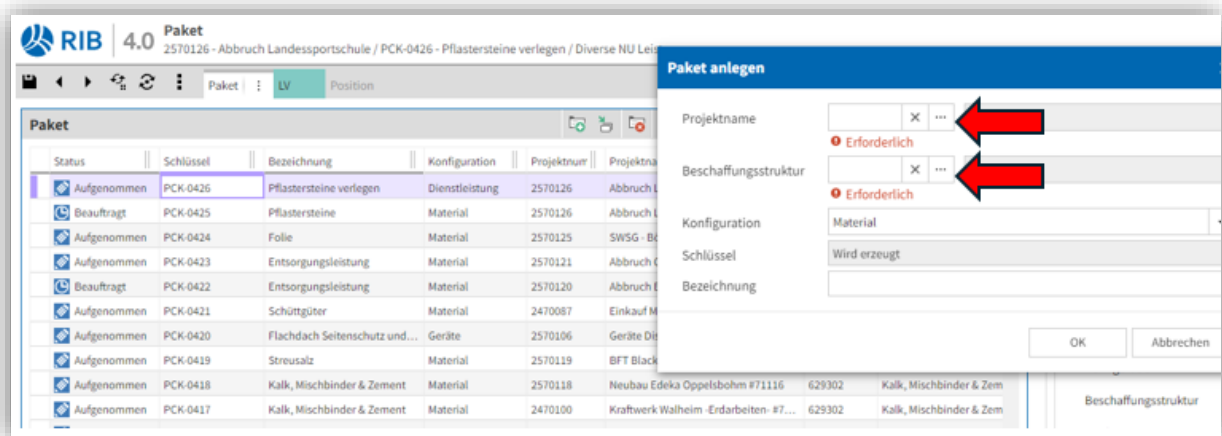 RIB 4.0 Paket
2570126 - Abbruch Landessportschule / PCK-0426 - Pflastersteine verlegen / Diverse NU Leis
Paket LV Position
Paket
Status Schlüssel Bezeichnung Konfiguration Projektnum Projektna
Aufgenommen PCK-0426 Pflastersteine verlegen Dienstleistung 2570126 Abbruch L
Beauftragt PCK-0425 Pflastersteine Material 2570126 Abbruch L
Aufgenommen PCK-0424 Folie Material 2570125 SWSG - Bö
Aufgenommen PCK-0423 Entsorgungsleistung Material 2570121 Abbruch
Beauftragt PCK-0422 Entsorgungsleistung Material 2570120 Abbruch
Aufgenommen PCK-0421 Schüttgüter Material 2470087 Einkauf M
Aufgenommen PCK-0420 Flachdach Seitenschutz und... Geräte 2570106 Geräte Dis
Aufgenommen PCK-0419 Streusalz Material 2570119 BFT Black
Aufgenommen PCK-0418 Kalk, Mischbinder & Zement Material 2570118 Neubau Edeka Oppelsbohm #71116 629302 Kalk, Mischbinder & Zem
Aufgenommen PCK-0417 Kalk, Mischbinder & Zement Material 2470100 Kraftwerk Walheim -Erdarbeiten- #7... 629302 Kalk, Mischbinder & Zem
Paket anlegen
Projektname
Erforderlich
Beschaffungsstruktur
Erforderlich
Konfiguration Material
Schlüssel Wird erzeugt
Bezeichnung
OK Abbrechen
Beschaffungsstruktur